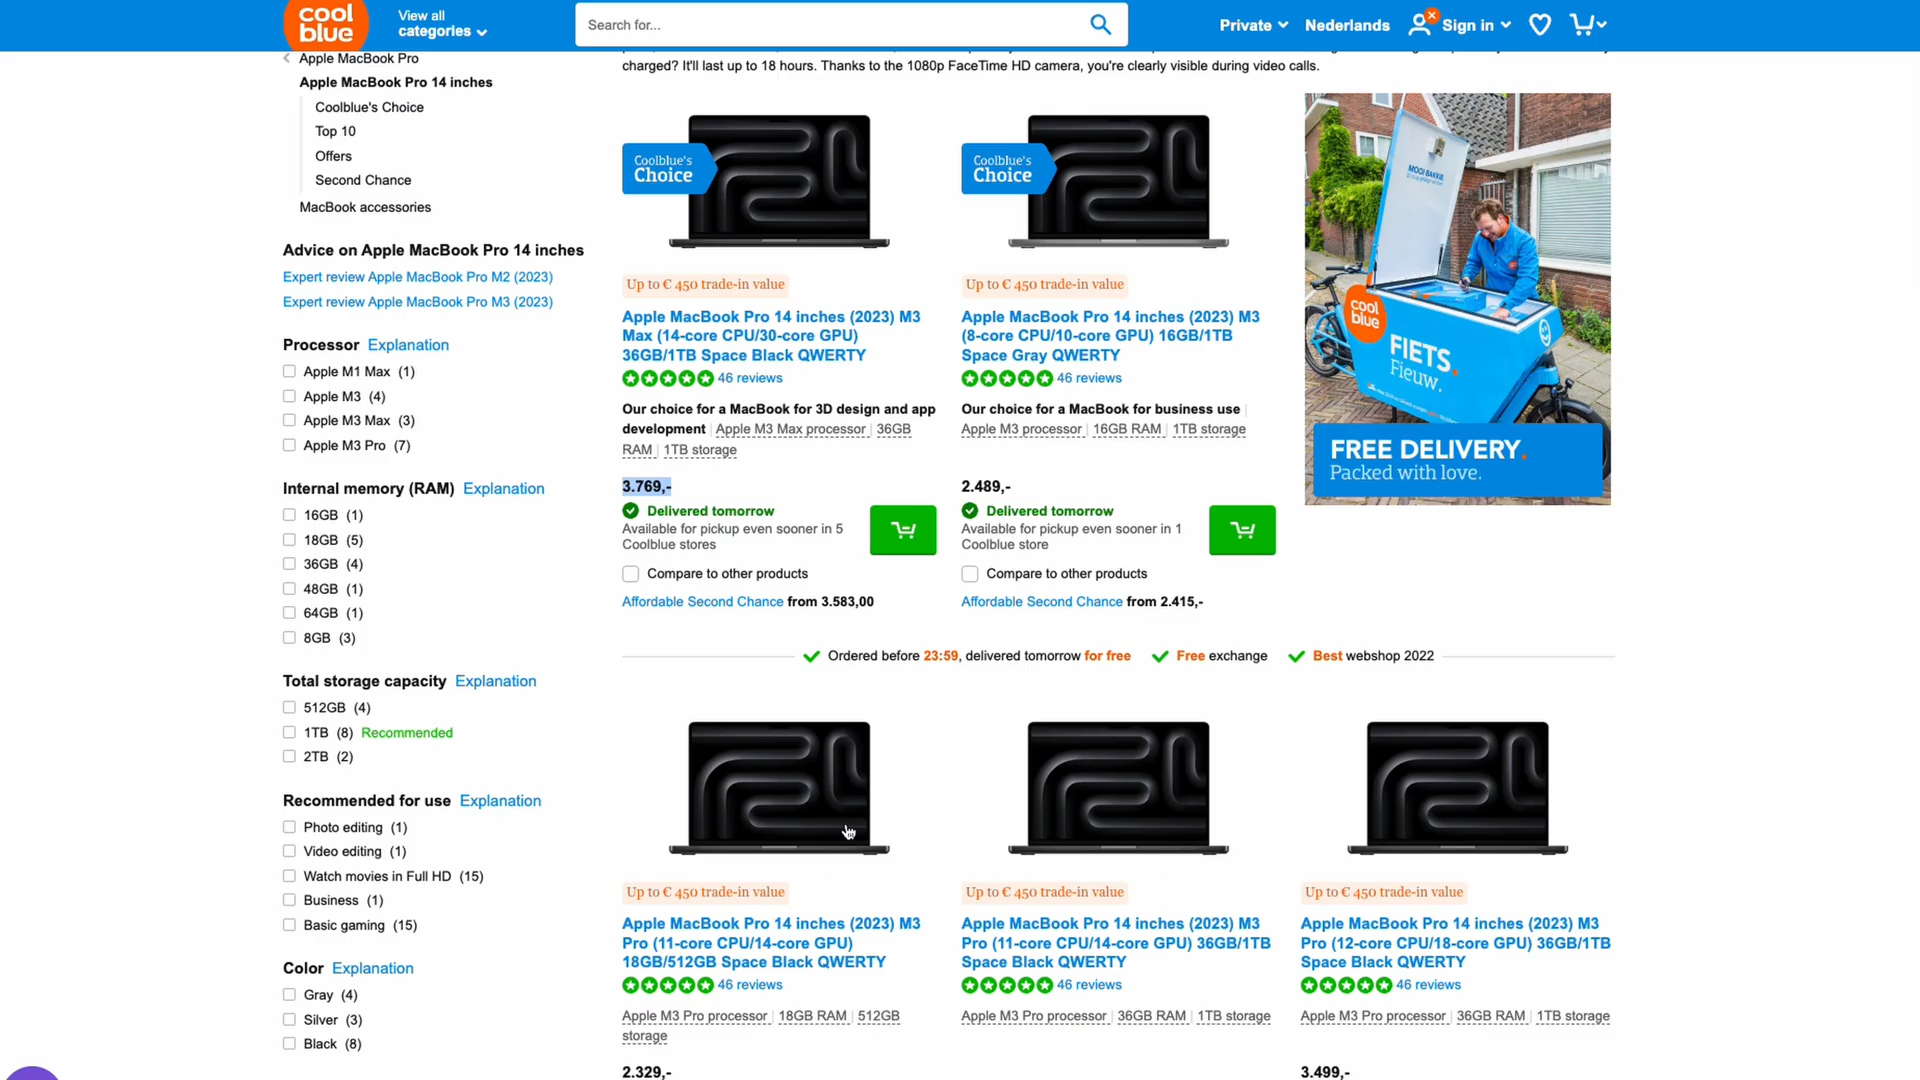 cool
blue
View all
categories
Search for...
Private
Nederlands
Sign in
Apple MacBook Pro
Apple MacBook Pro 14 inches
Coolblue's Choice
Top 10
Offers
Second Chance
MacBook accessories
Advice on Apple MacBook Pro 14 inches
Expert review Apple MacBook Pro M2 (2023)
Expert review Apple MacBook Pro M3 (2023)
Processor Explanation
Apple M1 Max (1)
Apple M3 (4)
Apple M3 Max (3)
Apple M3 Pro (7)
Internal memory (RAM) Explanation
16GB (1)
18GB (5)
36GB (4)
48GB (1)
64GB (1)
8GB (3)
Total storage capacity Explanation
512GB (4)
1TB (8) Recommended
2TB (2)
Recommended for use Explanation
Photo editing (1)
Video editing (1)
Watch movies in Full HD (15)
Business (1)
Basic gaming (15)
Color Explanation
Gray (4)
Silver (3)
Black (8)
charged? It'll last up to 18 hours. Thanks to the 1080p FaceTime HD camera, you're clearly visible during video calls.
Coolblue's
Choice
Up to € 450 trade-in value
Apple MacBook Pro 14 inches (2023) M3
Max (14-core CPU/30-core GPU)
36GB/1TB Space Black QWERTY
46 reviews
Our choice for a MacBook for 3D design and app
development | Apple M3 Max processor | 36GB
RAM | 1TB storage
3.769,-
Delivered tomorrow
Available for pickup even sooner in 5
Coolblue stores
Compare to other products
Affordable Second Chance from 3.583,00
Coolblue's
Choice
Up to € 450 trade-in value
Apple MacBook Pro 14 inches (2023) M3
(8-core CPU/10-core GPU) 16GB/1TB
Space Gray QWERTY
46 reviews
Our choice for a MacBook for business use |
Apple M3 processor | 16GB RAM | 1TB storage
2.489,-
Delivered tomorrow
Available for pickup even sooner in 1
Coolblue store
Compare to other products
Affordable Second Chance from 2.415,-
MOOI BAKKIE
cool
blue
FIETS.
Fieuw.
FREE DELIVERY.
Packed with love.
Ordered before 23:59, delivered tomorrow for free
Free exchange
Best webshop 2022
Up to € 450 trade-in value
Apple MacBook Pro 14 inches (2023) M3
Pro (11-core CPU/14-core GPU)
18GB/512GB Space Black QWERTY
46 reviews
Apple M3 Pro processor | 18GB RAM | 512GB
storage
2.329,-
Up to € 450 trade-in value
Apple MacBook Pro 14 inches (2023) M3
Pro (11-core CPU/14-core GPU) 36GB/1TB
Space Black QWERTY
46 reviews
Apple M3 Pro processor | 36GB RAM | 1TB storage
Up to € 450 trade-in value
Apple MacBook Pro 14 inches (2023) M3
Pro (12-core CPU/18-core GPU) 36GB/1TB
Space Black QWERTY
46 reviews
Apple M3 Pro processor | 36GB RAM | 1TB storage
3.499,-